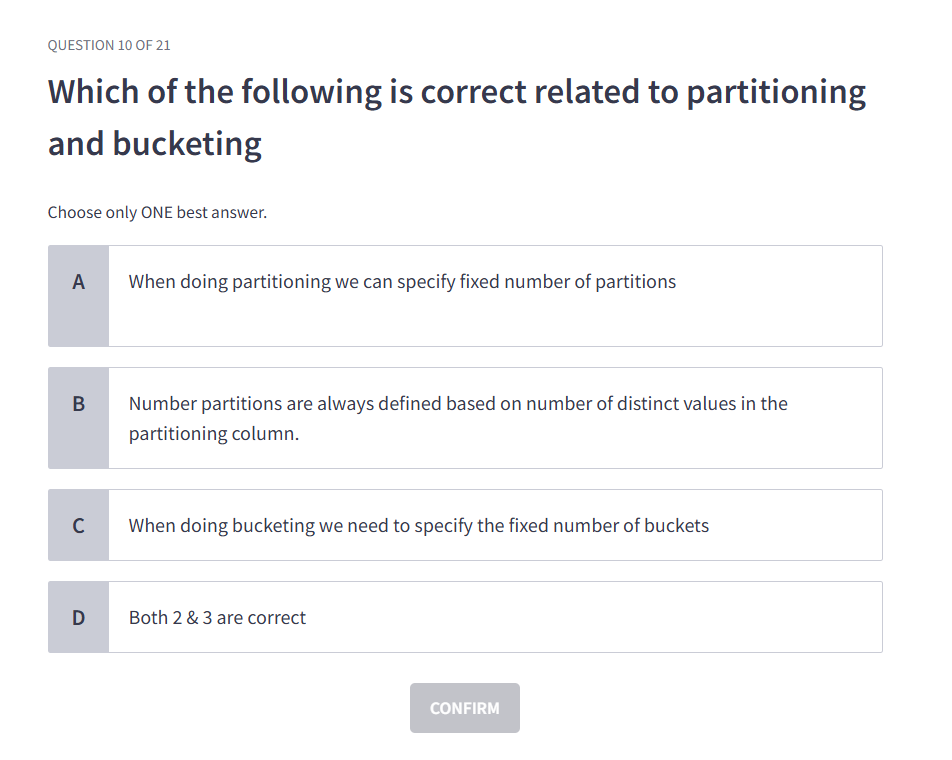 QUESTION 10 OF 21
Which of the following is correct related to partitioning
and bucketing
Choose only ONE best answer.
A
When doing partitioning we can specify fixed number of partitions
B
Number partitions are always defined based on number of distinct values in the
partitioning column.
C
When doing bucketing we need to specify the fixed number of buckets
D
Both 2 & 3 are correct
CONFIRM